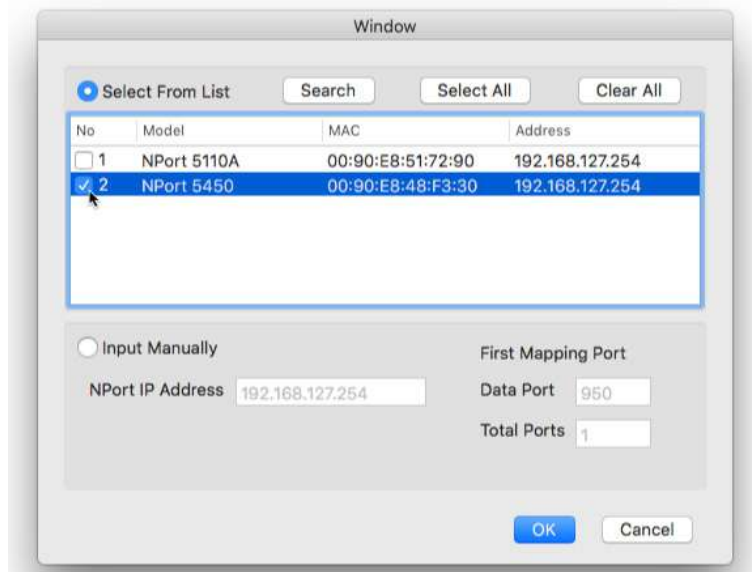 Window
Select From List Search Select All Clear All
No Model MAC Address
1 NPort 5110A 00:90:E8:51:72:90 192.168.127.254
2 NPort 5450 00:90:E8:48:F3:30 192.168.127.254
Input Manually
First Mapping Port
NPort IP Address 192.168.127.254 Data Port 950
Total Ports 1
OK Cancel